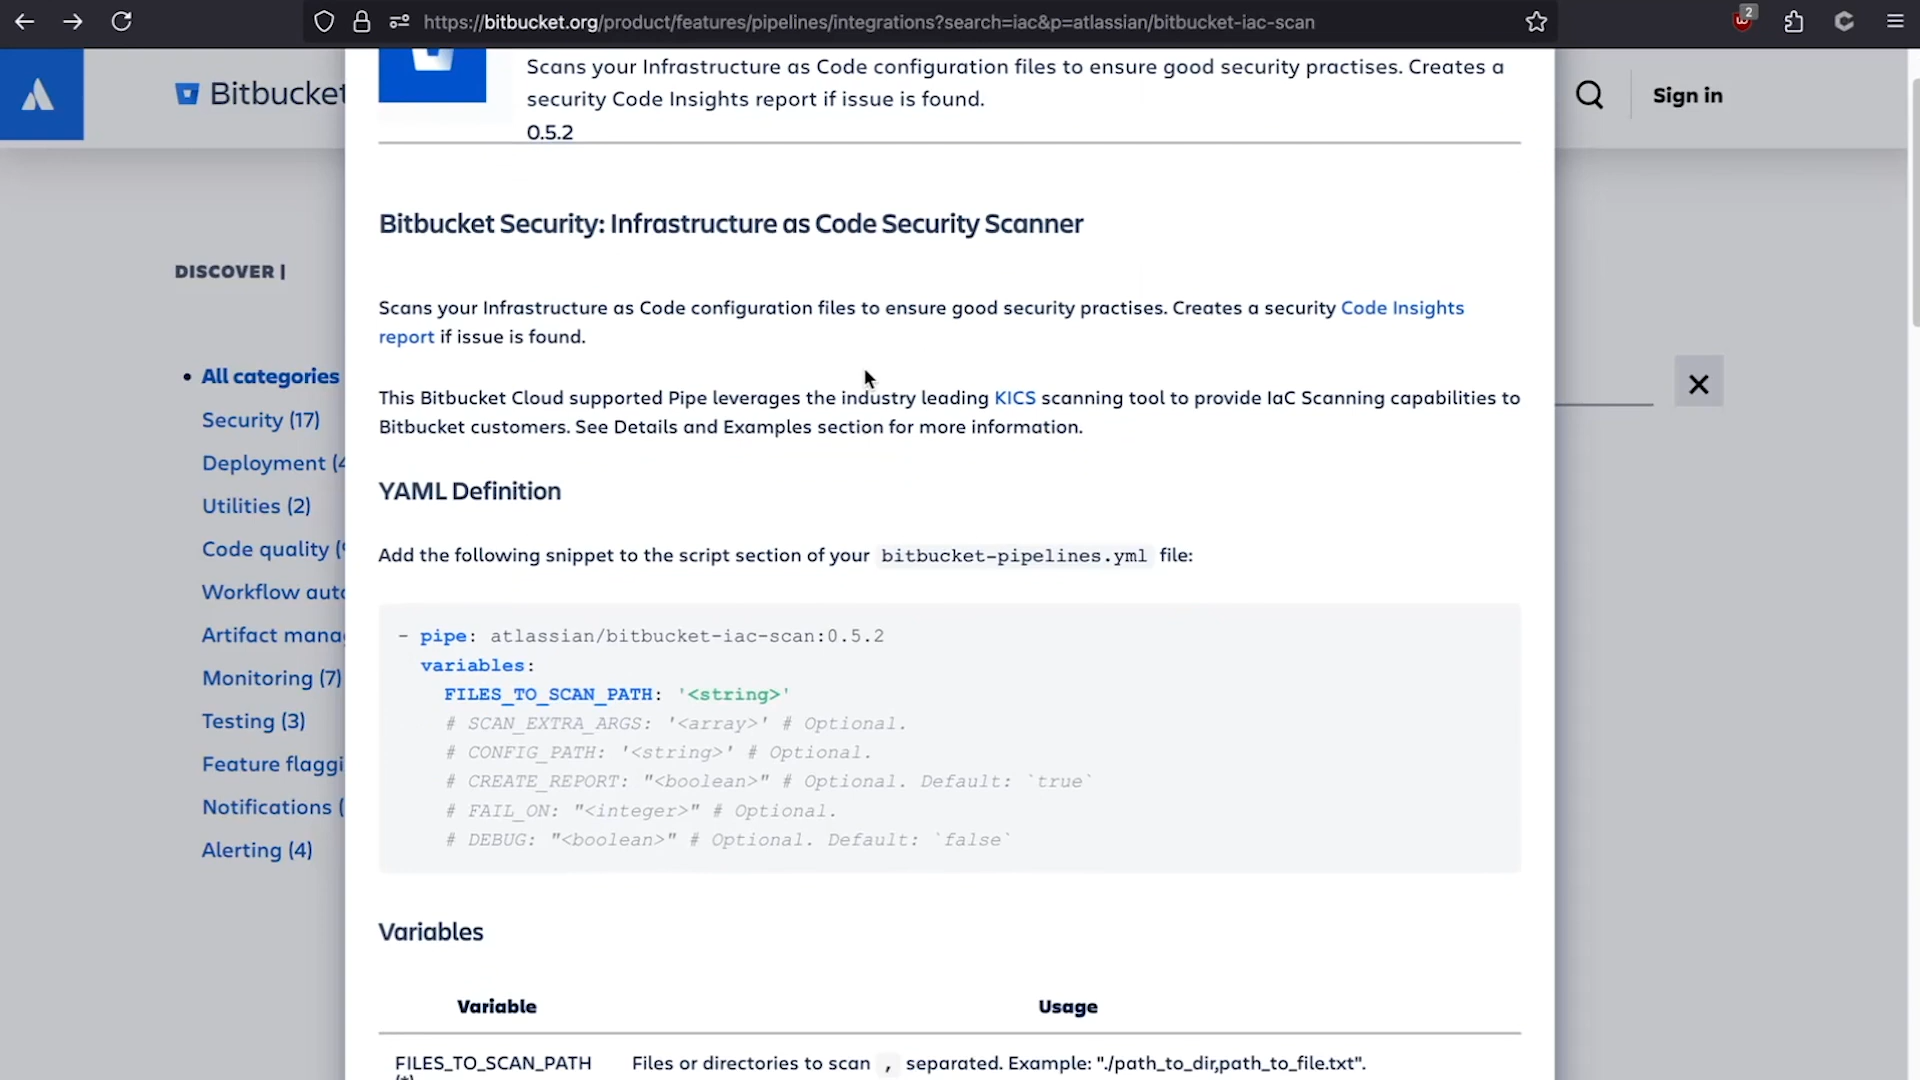 https://bitbucket.org/product/features/pipelines/integrations?search=iac&p=atlassian/bitbucket-iac-scan
2
Bitbucket
Sign in
Scans your Infrastructure as Code configuration files to ensure good security practises. Creates a
security Code Insights report if issue is found.
0.5.2
DISCOVER |
All categories
Security (17)
Deployment (4
Utilities (2)
Code quality (
Workflow auto
Artifact mana
Monitoring (7)
Testing (3)
Feature flaggi
Notifications (
Alerting (4)
Bitbucket Security: Infrastructure as Code Security Scanner
Scans your Infrastructure as Code configuration files to ensure good security practises. Creates a security Code Insights
report if issue is found.
This Bitbucket Cloud supported Pipe leverages the industry leading KICS scanning tool to provide IaC Scanning capabilities to
Bitbucket customers. See Details and Examples section for more information.
YAML Definition
Add the following snippet to the script section of your bitbucket-pipelines.yml file:
- pipe: atlassian/bitbucket-iac-scan:0.5.2
variables:
FILES_TO_SCAN_PATH: '<string>'
# SCAN_EXTRA_ARGS: '<array>' # Optional.
# CONFIG_PATH: '<string>' # Optional.
# CREATE_REPORT: "<boolean>" # Optional. Default: `true`
# FAIL_ON: "<integer>" # Optional.
# DEBUG: "<boolean>" # Optional. Default: `false`
Variables
Variable Usage
FILES_TO_SCAN_PATH Files or directories to scan , separated. Example: "./path_to_dir,path_to_file.txt".